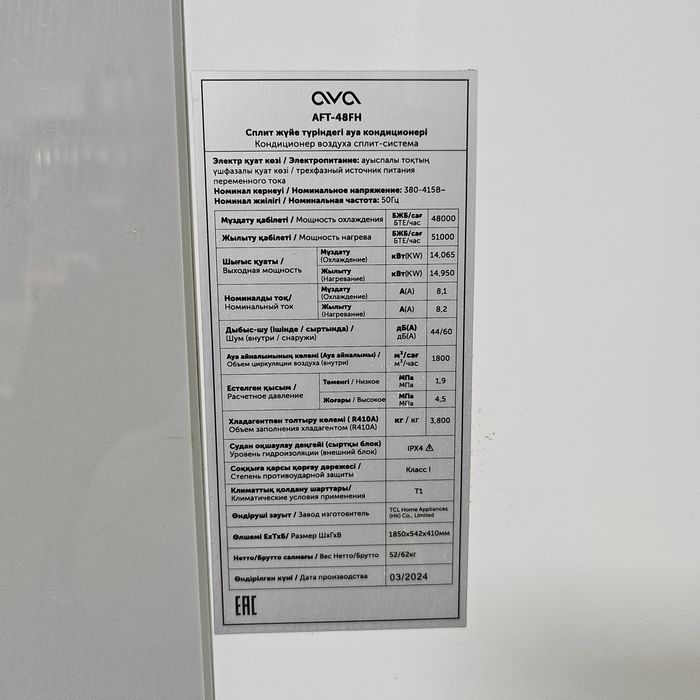 ava
AFT-48FH
Сплит жүйе түріндегі ауа кондиционері
Кондиционер воздуха сплит-система
Электр қуат көзі / Электропитание: ауыспалы тоқтың
үшфазалы қуат көзі / трехфазный источник питания
переменного тока
Номинал кернеуі / Номинальное напряжение: 380-415В~
Номинал жиілігі / Номинальная частота: 50Гц
Мұздату қабілеті / Мощность охлаждения БЖБ/сағ БТЕ/час 48000
Жылыту қабілеті / Мощность нагрева БЖБ/сағ БТЕ/час 51000
Шығыс қуаты / Выходная мощность Мұздату (Охлаждение) кВт(KW) 14,065
Жылыту (Нагревание) кВт(KW) 14,950
Номиналды тоқ/ Номинальный ток Мұздату (Охлаждение) А(А) 8,1
Жылыту (Нагревание) А(А) 8,2
Дыбыс-шу (ішінде / сыртында) / дБ(А) 44/60
Шум (внутри / снаружи) дБ(А)
Ауа айналымының көлемі (Ауа айналымы) / м³/сағ 1800
Объем циркуляции воздуха (внутри) м³/час
Естелген қысым / Расчетное давление Төменгі / Низкое МПа МПа 1,9
Жоғары / Высокое МПа МПа 4,5
Хладагентпен толтыру көлемі ( R410A) кг / кг 3,800
Объем заполнения хладагентом (R410A)
Судан оқшаулау деңгейі (сыртқы блок) IPX4
Уровень гидроизоляции (внешний блок)
Соққыға қарсы қорғау дәрежесі / Класс I
Степень противоударной защиты
Климаттық қолдану шарттары/ Т1
Климатические условия применения
Өндіруші зауыт / Завод изготовитель TCL Home Appliances
(HK) Co., Limited
Өлшемі ЕхТхБ/ Размер ШхГхВ 1850х542х410мм
Нетто/Брутто салмағы / Вес Нетто/Брутто 52/62кг
Өндірілген күні / Дата производства 03/2024
EAC